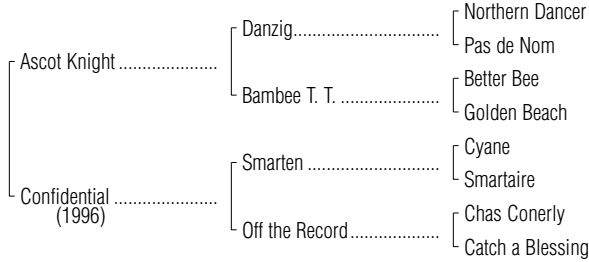 Northern Dancer
Danzig
Pas de Nom
Ascot Knight
Better Bee
Bambee T. T.
Golden Beach
Cyane
Smarten
Smartaire
Confidential
(1996)
Chas Conerly
Off the Record
Catch a Blessing